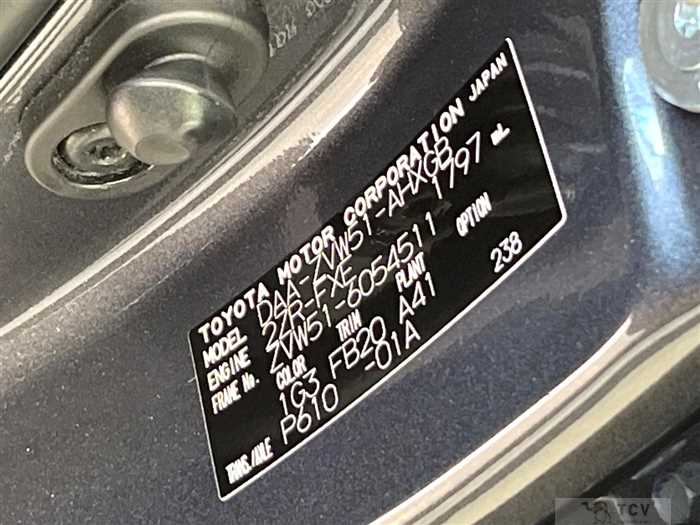 TOYOTA MOTOR CORPORATION JAPAN
MODEL DAA-ZVW51-AHXGB
ENGINE 2ZR-FXE 1797 mL
FRAME No. ZVW51-6054511
COLOR TRIM PLANT OPTION
1G3 FB20 A41 238
TRANS./AXLE P610 -01A
TCV